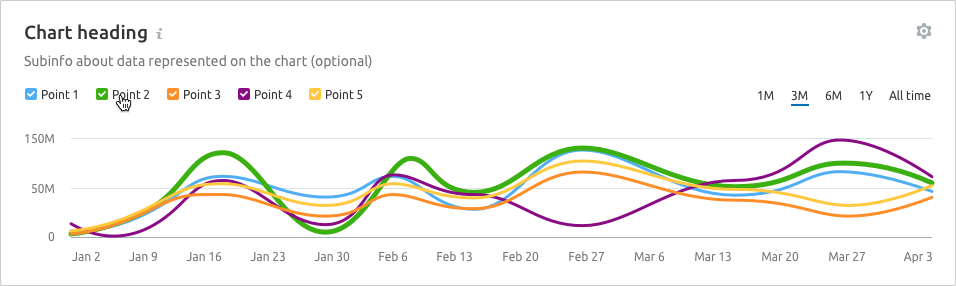 Chart heading i
Subinfo about data represented on the chart (optional)
Point 1 Point 2 Point 3 Point 4 Point 5 1M 3M 6M 1Y All time
150M
50M
0
Jan 2 Jan 9 Jan 16 Jan 23 Jan 30 Feb 6 Feb 13 Feb 20 Feb 27 Mar 6 Mar 13 Mar 20 Mar 27 Apr 3